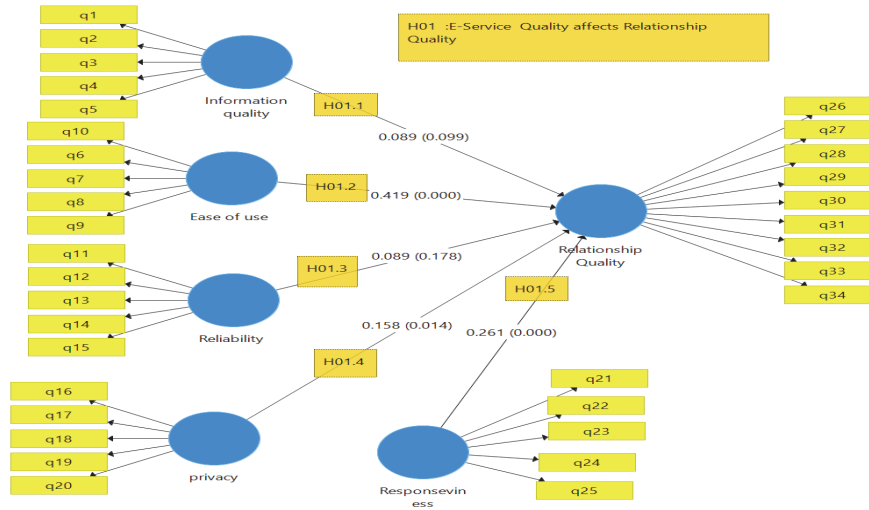 H01 :E-Service Quality affects Relationship
Quality
q1
q2
q3
q4
q5
Information
quality
H01.1
0.089 (0.099)
q10
q6
q7
q8
q9
Ease of use
H01.2
0.419 (0.000)
q11
q12
q13
q14
q15
Reliability
H01.3
0.089 (0.178)
q16
q17
q18
q19
q20
privacy
H01.4
0.158 (0.014)
q21
q22
q23
q24
q25
Responsevin
ess
H01.5
0.261 (0.000)
Relationship
Quality
q26
q27
q28
q29
q30
q31
q32
q33
q34